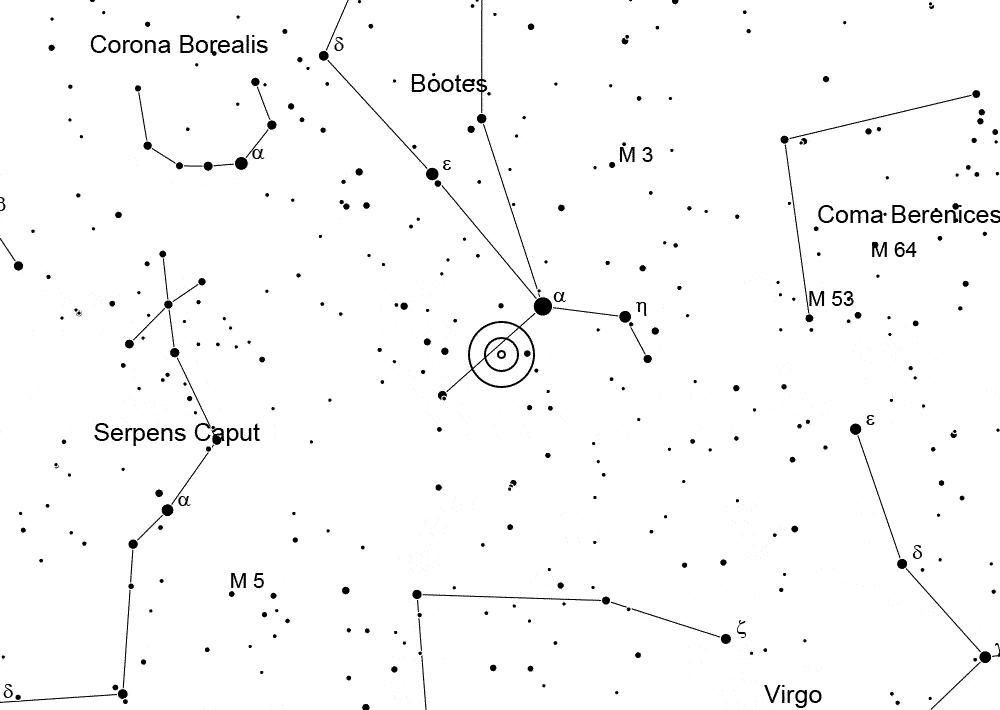 δ
Corona Borealis
Bootes
α
ε
M 3
β
Coma Berenices
M 64
α
η
M 53
ε
Serpens Caput
α
δ
M 5
ζ
γ
δ
Virgo